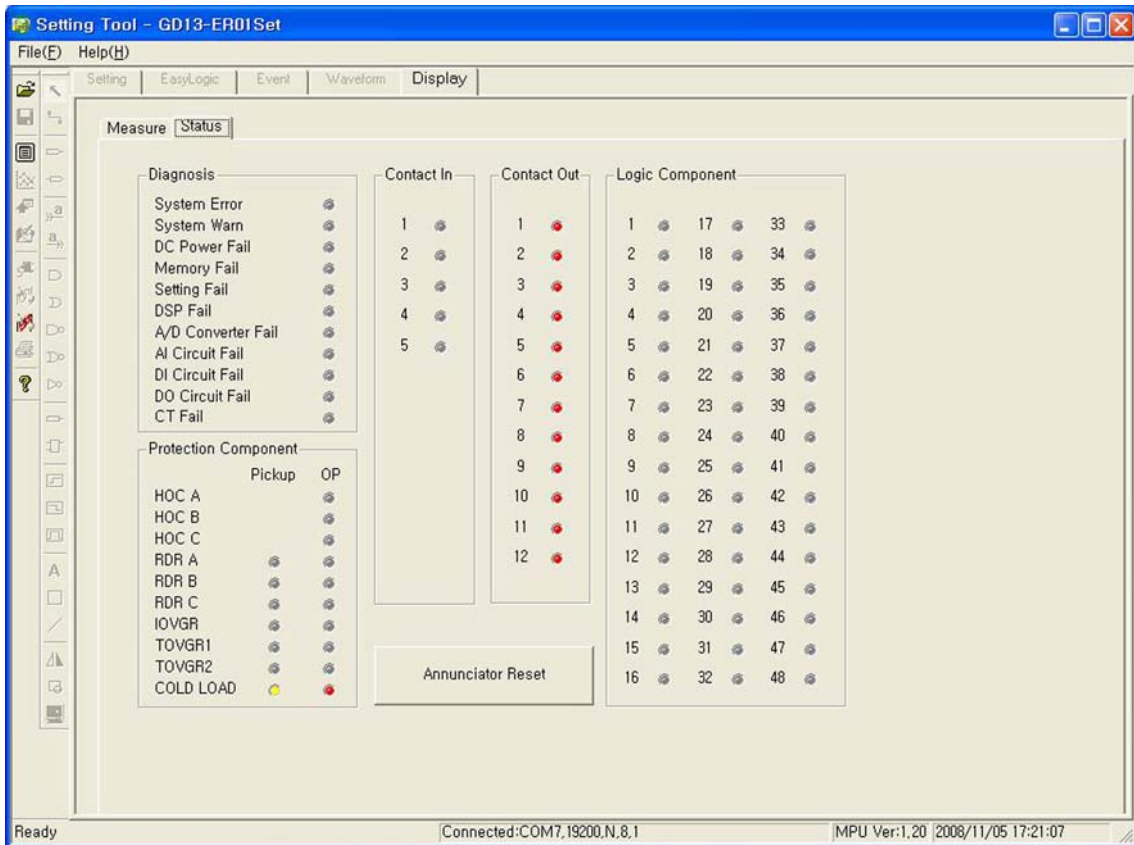 Setting Tool - GD13-ER01Set
File(F) Help(H)
Setting EasyLogic Event Waveform Display
Measure Status
Diagnosis
System Error
System Warn
DC Power Fail
Memory Fail
Setting Fail
DSP Fail
A/D Converter Fail
AI Circuit Fail
DI Circuit Fail
DO Circuit Fail
CT Fail
Protection Component
Pickup OP
HOC A
HOC B
HOC C
RDR A
RDR B
RDR C
IOVGR
TOVGR1
TOVGR2
COLD LOAD
Contact In
1
2
3
4
5
Contact Out
1
2
3
4
5
6
7
8
9
10
11
12
Annunciator Reset
Logic Component
1 17 33
2 18 34
3 19 35
4 20 36
5 21 37
6 22 38
7 23 39
8 24 40
9 25 41
10 26 42
11 27 43
12 28 44
13 29 45
14 30 46
15 31 47
16 32 48
Ready
Connected:COM7,19200,N,8,1
MPU Ver:1,20 2008/11/05 17:21:07